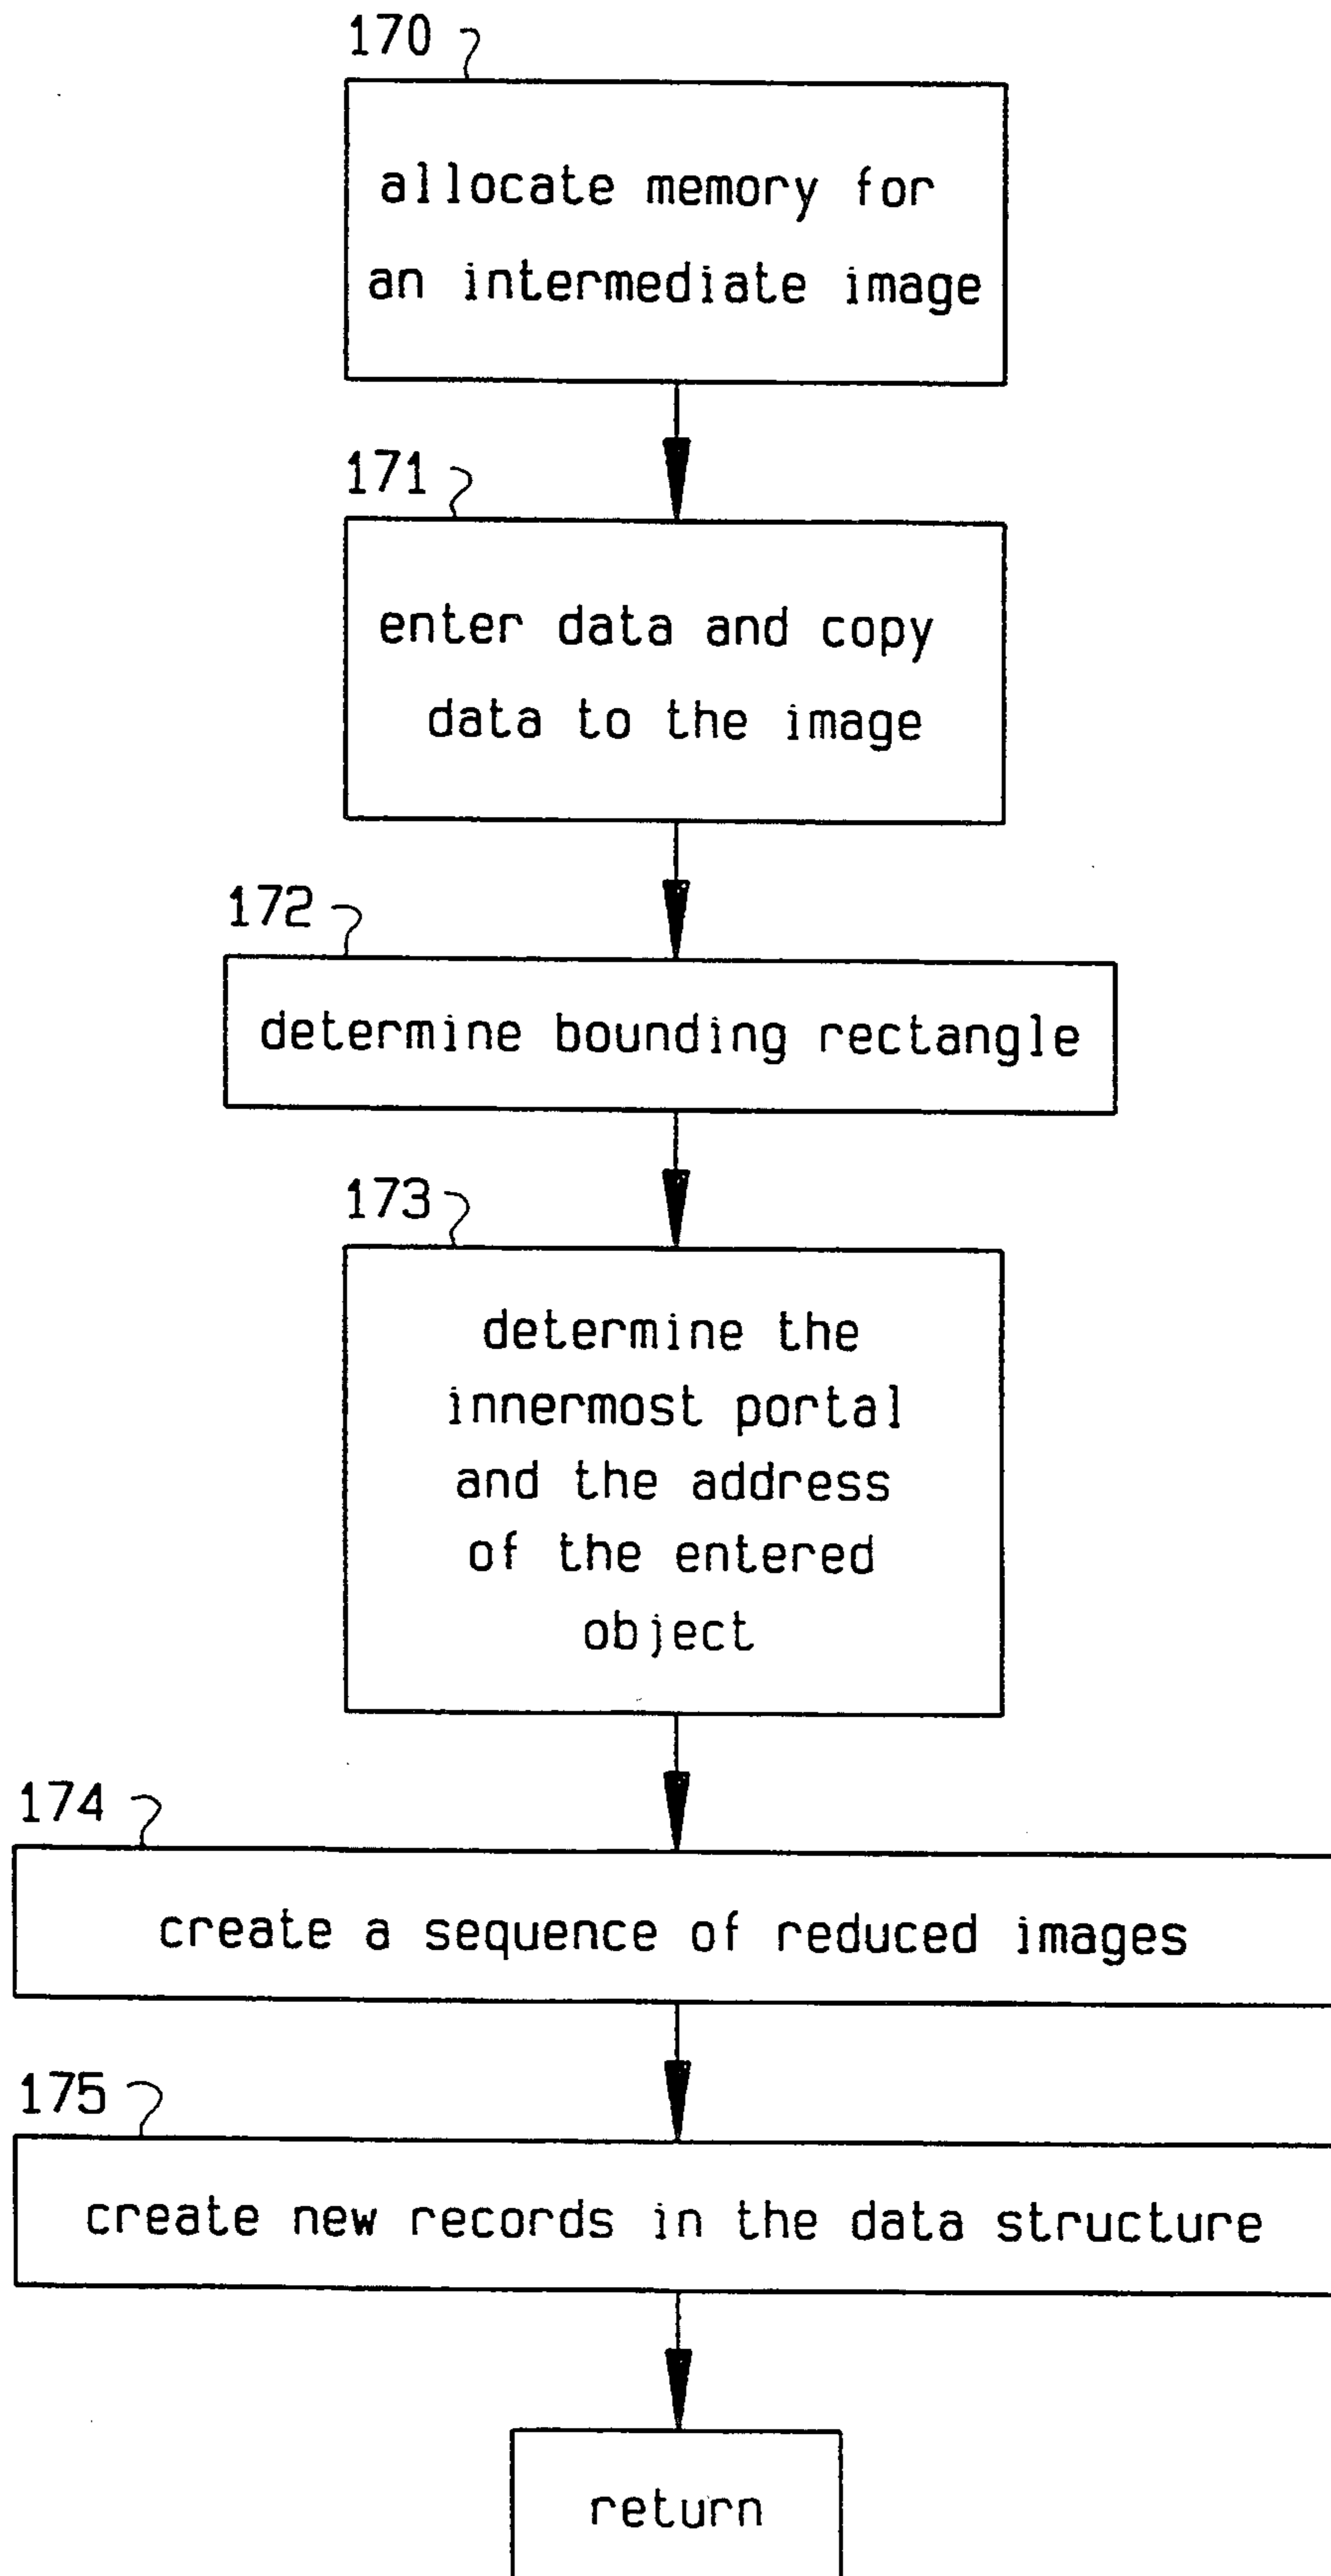 170
allocate memory for
an intermediate image
171
enter data and copy
data to the image
172
determine bounding rectangle
173
determine the
innermost portal
and the address
of the entered
object
174
create a sequence of reduced images
175
create new records in the data structure
return